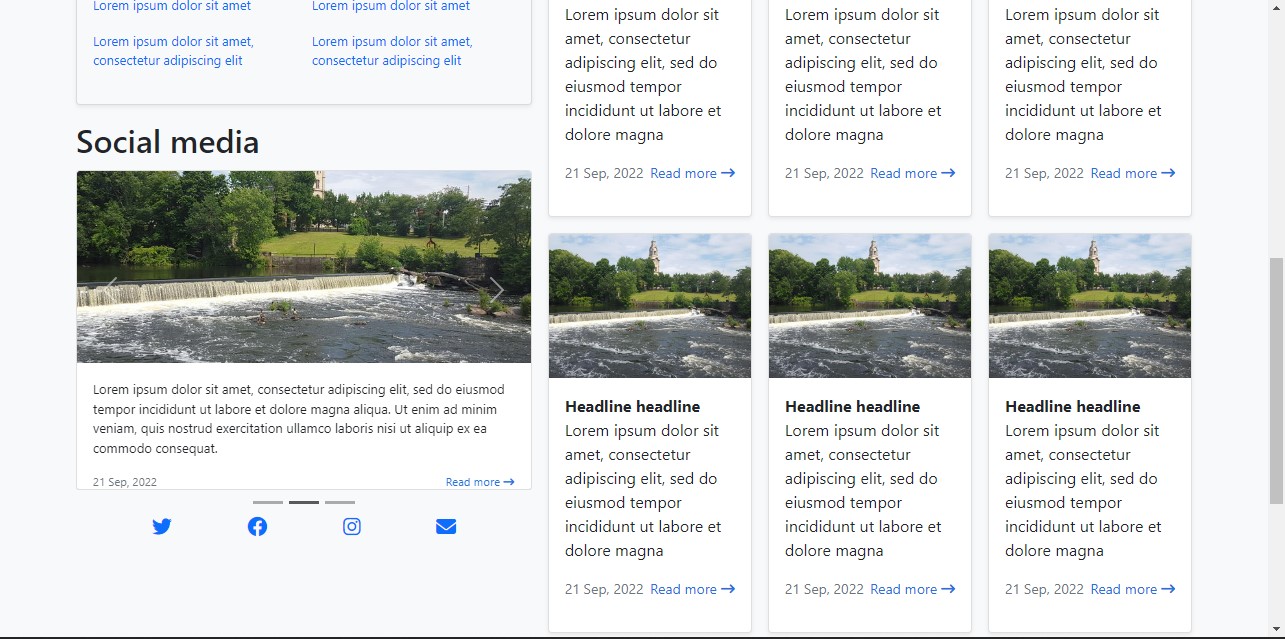 Lorem ipsum dolor sit amet
Lorem ipsum dolor sit amet
Lorem ipsum dolor sit amet,
consectetur adipiscing elit
Lorem ipsum dolor sit amet,
consectetur adipiscing elit
Social media
Lorem ipsum dolor sit amet, consectetur adipiscing elit, sed do eiusmod
tempor incididunt ut labore et dolore magna aliqua. Ut enim ad minim
veniam, quis nostrud exercitation ullamco laboris nisi ut aliquip ex ea
commodo consequat.
21 Sep, 2022
Read more →
Lorem ipsum dolor sit
amet, consectetur
adipiscing elit, sed do
eiusmod tempor
incididunt ut labore et
dolore magna
21 Sep, 2022 Read more →
Lorem ipsum dolor sit
amet, consectetur
adipiscing elit, sed do
eiusmod tempor
incididunt ut labore et
dolore magna
21 Sep, 2022 Read more →
Lorem ipsum dolor sit
amet, consectetur
adipiscing elit, sed do
eiusmod tempor
incididunt ut labore et
dolore magna
21 Sep, 2022 Read more →
Headline headline
Lorem ipsum dolor sit
amet, consectetur
adipiscing elit, sed do
eiusmod tempor
incididunt ut labore et
dolore magna
21 Sep, 2022 Read more →
Headline headline
Lorem ipsum dolor sit
amet, consectetur
adipiscing elit, sed do
eiusmod tempor
incididunt ut labore et
dolore magna
21 Sep, 2022 Read more →
Headline headline
Lorem ipsum dolor sit
amet, consectetur
adipiscing elit, sed do
eiusmod tempor
incididunt ut labore et
dolore magna
21 Sep, 2022 Read more →